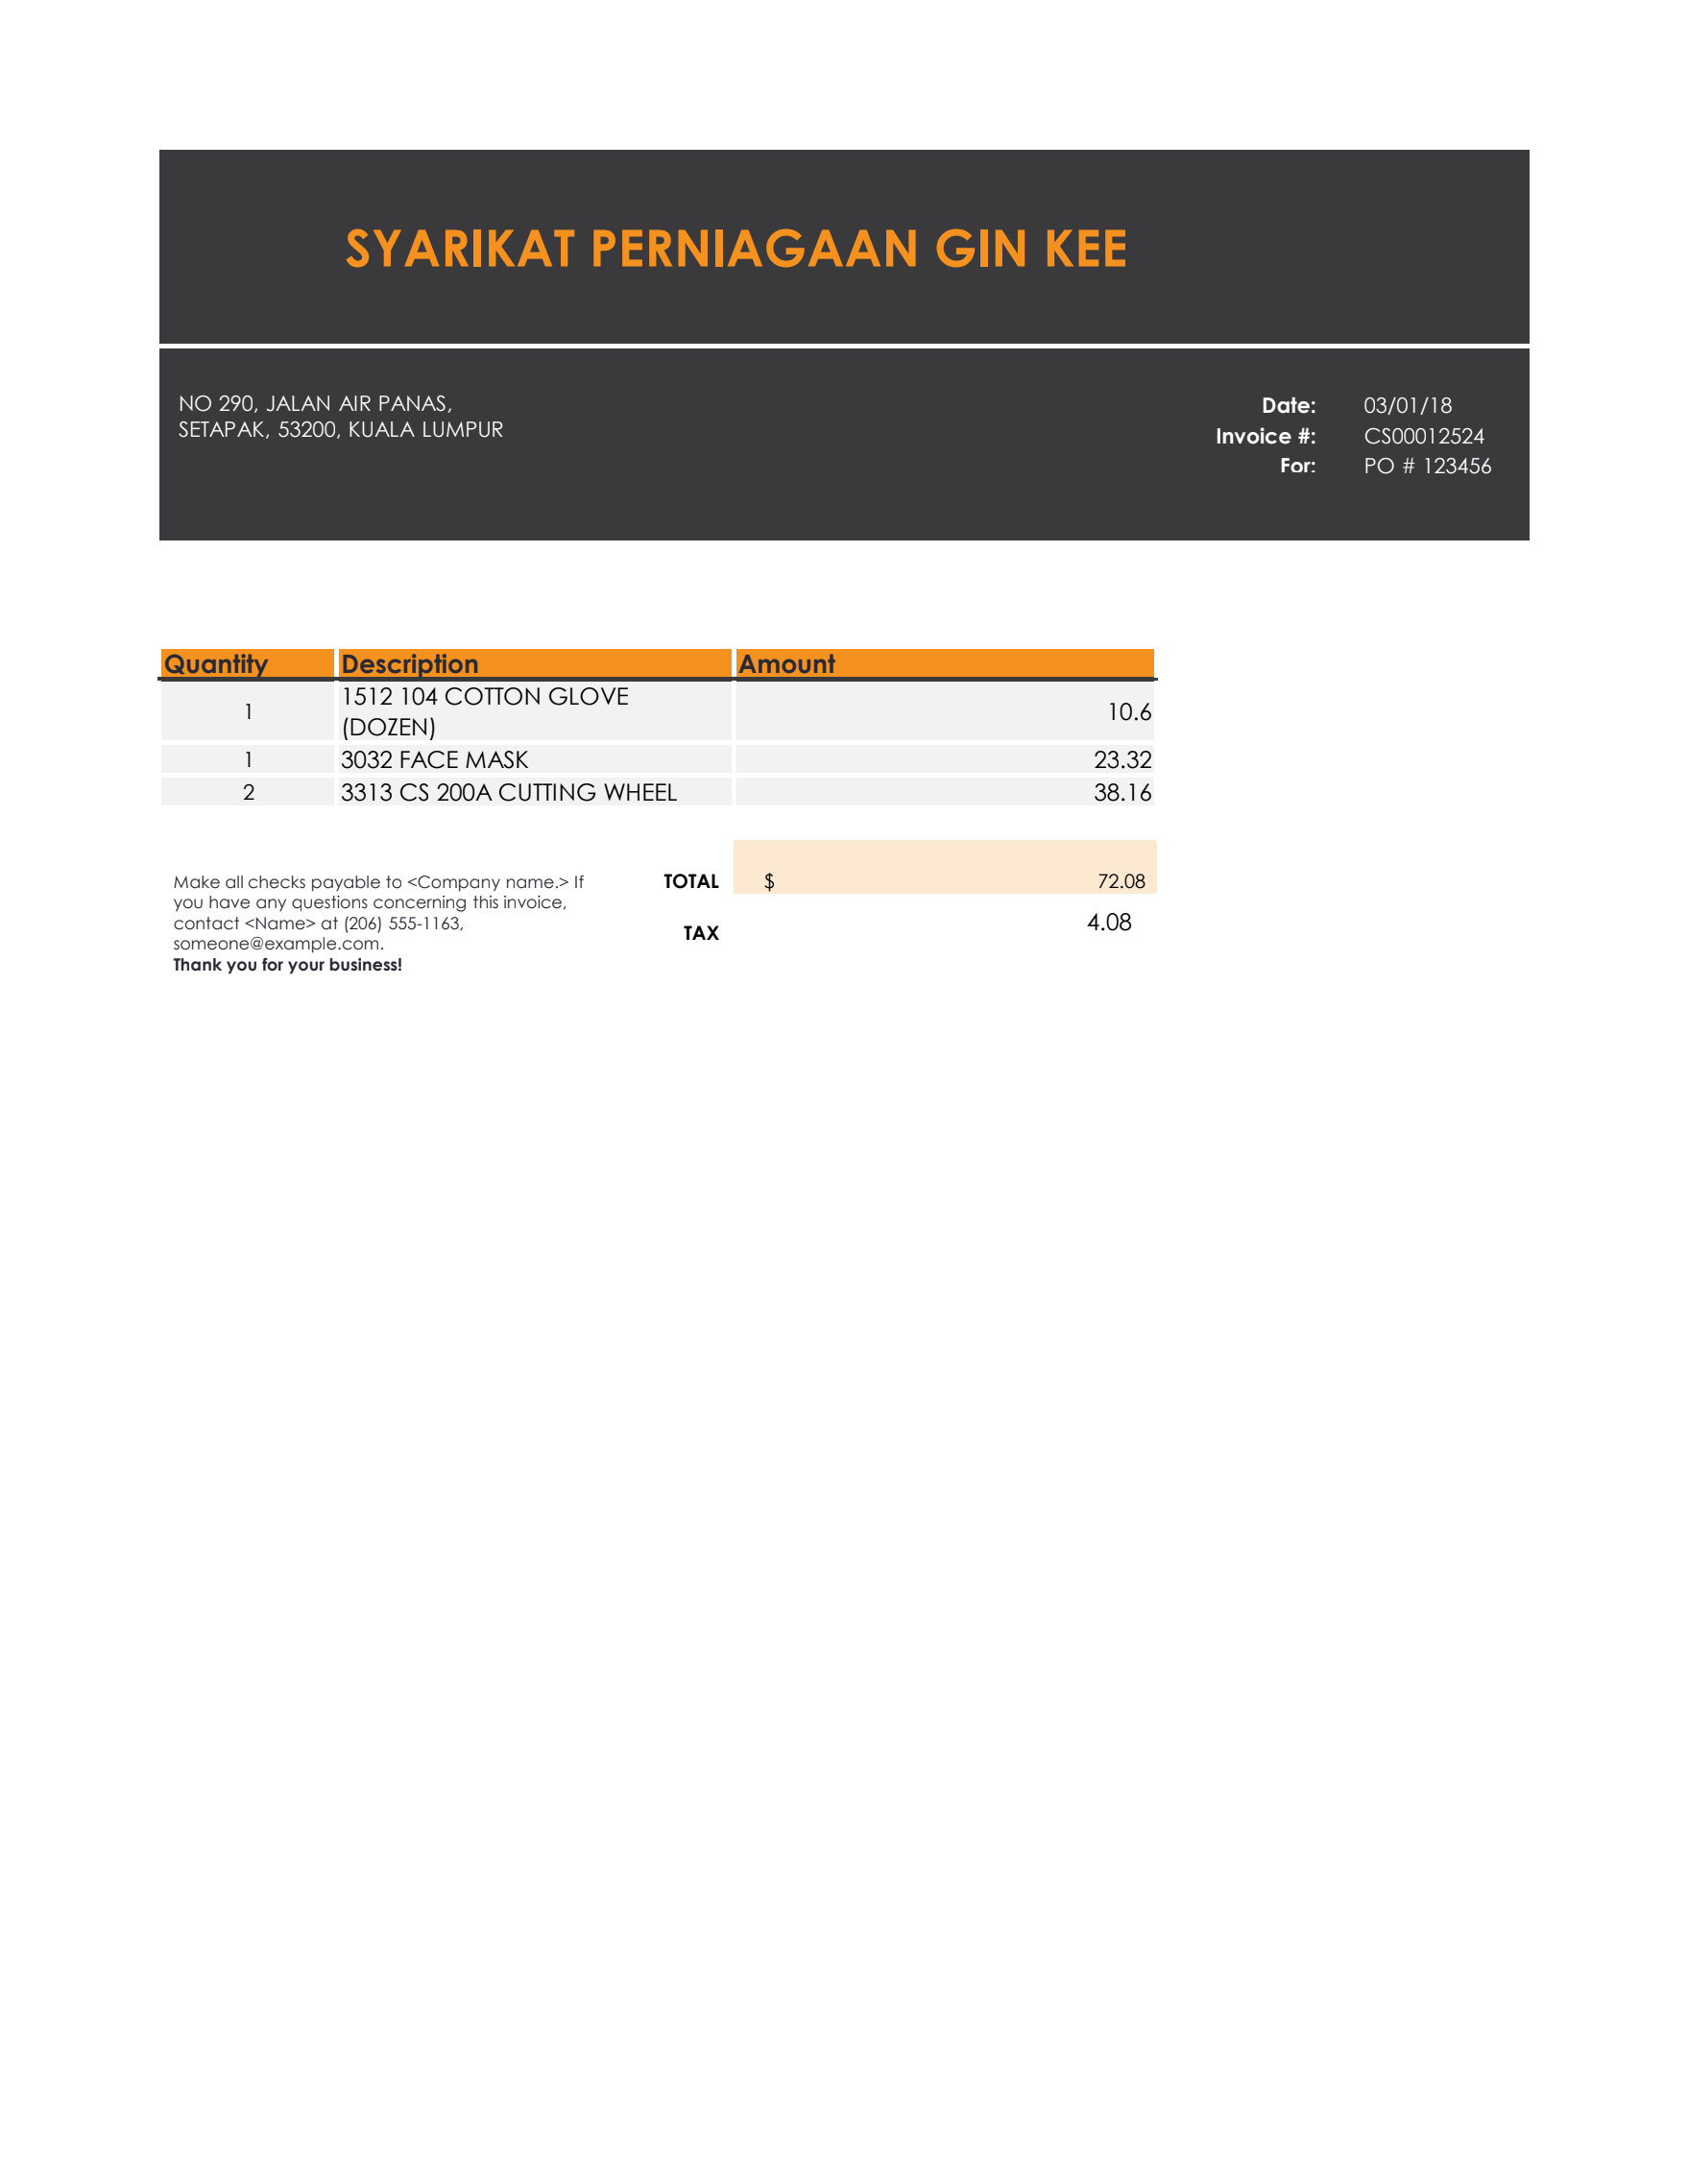 SYARIKAT PERNIAGAAN GIN KEE
NO 290, JALAN AIR PANAS,
SETAPAK, 53200, KUALA LUMPUR
Date: 03/01/18
Invoice #: CS00012524
For: PO # 123456
Quantity Description Amount
1 1512 104 COTTON GLOVE (DOZEN) 10.6
1 3032 FACE MASK 23.32
2 3313 CS 200A CUTTING WHEEL 38.16
Make all checks payable to <Company name.> If
you have any questions concerning this invoice,
contact <Name> at (206) 555-1163,
someone@example.com.
Thank you for your business!
TOTAL $ 72.08
TAX 4.08